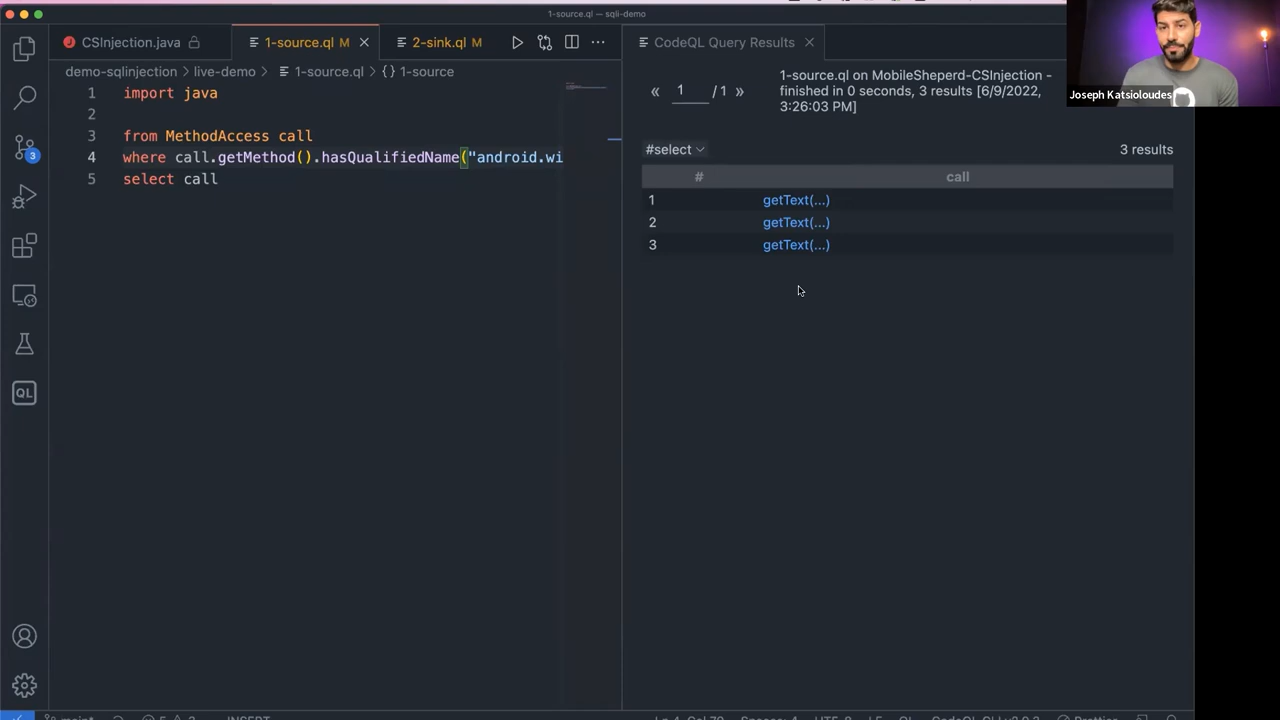 1-source.ql — sqli-demo
CSInjection.java
1-source.ql M
2-sink.ql M
CodeQL Query Results
demo-sqlinjection > live-demo > 1-source.ql > {} 1-source
1 import java
2
3 from MethodAccess call
4 where call.getMethod().hasQualifiedName("android.wi
5 select call
3
QL
« 1 / 1 »
1-source.ql on MobileSheperd-CSInjection -
finished in 0 seconds, 3 results [6/9/2022,
3:26:03 PM]
#select
3 results
# call
1 getText(...)
2 getText(...)
3 getText(...)
Joseph Katsioloudes